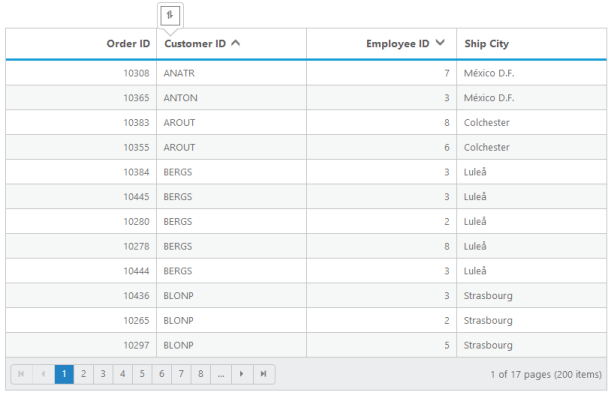 Order ID Customer ID Employee ID Ship City
10308 ANATR 7 México D.F.
10365 ANTON 3 México D.F.
10383 AROUT 8 Colchester
10355 AROUT 6 Colchester
10384 BERGS 3 Luleå
10445 BERGS 3 Luleå
10280 BERGS 2 Luleå
10278 BERGS 8 Luleå
10444 BERGS 3 Luleå
10436 BLONP 3 Strasbourg
10265 BLONP 2 Strasbourg
10297 BLONP 5 Strasbourg
1 2 3 4 5 6 7 8 ... 1 of 17 pages (200 items)